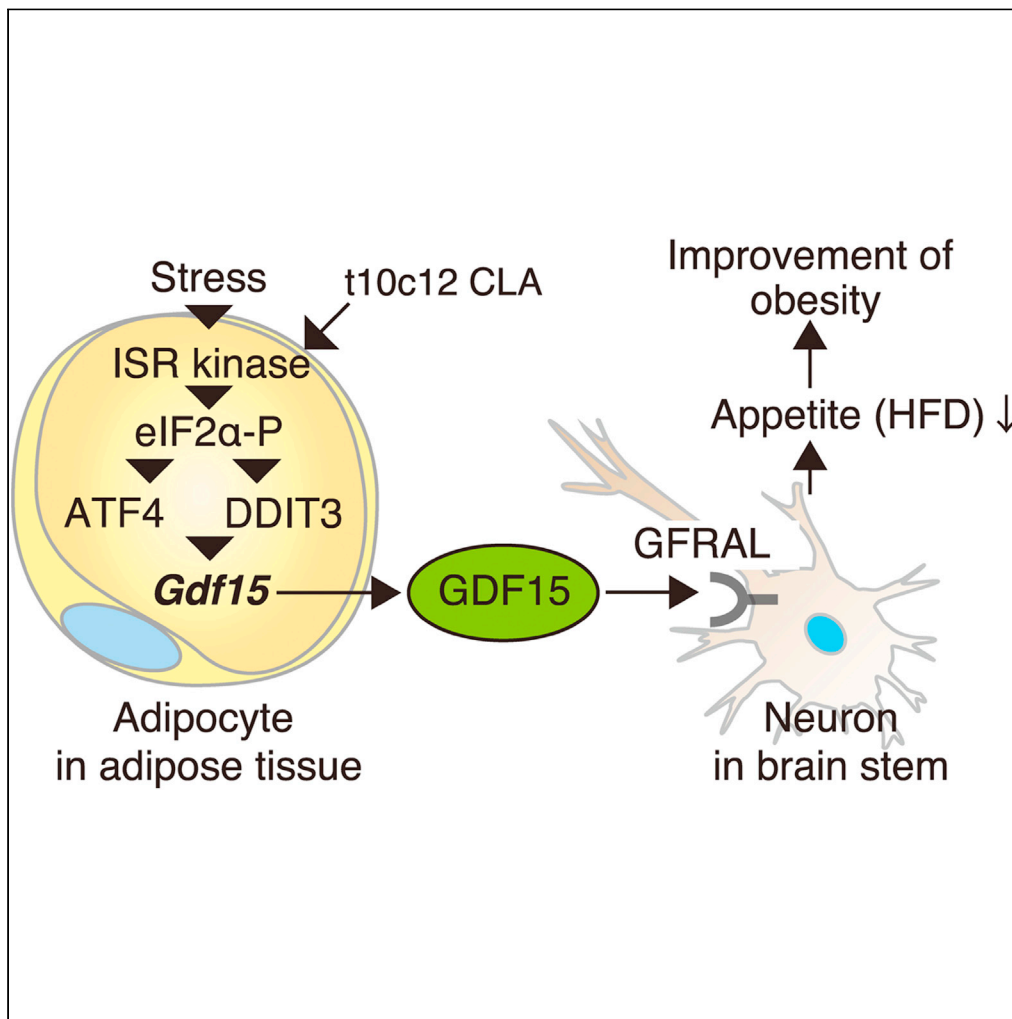 Stress
t10c12 CLA
ISR kinase
eIF2α-P
ATF4 DDIT3
Gdf15
GDF15
GFRAL
Improvement of
obesity
Appetite (HFD) ↓
Adipocyte
in adipose tissue
Neuron
in brain stem